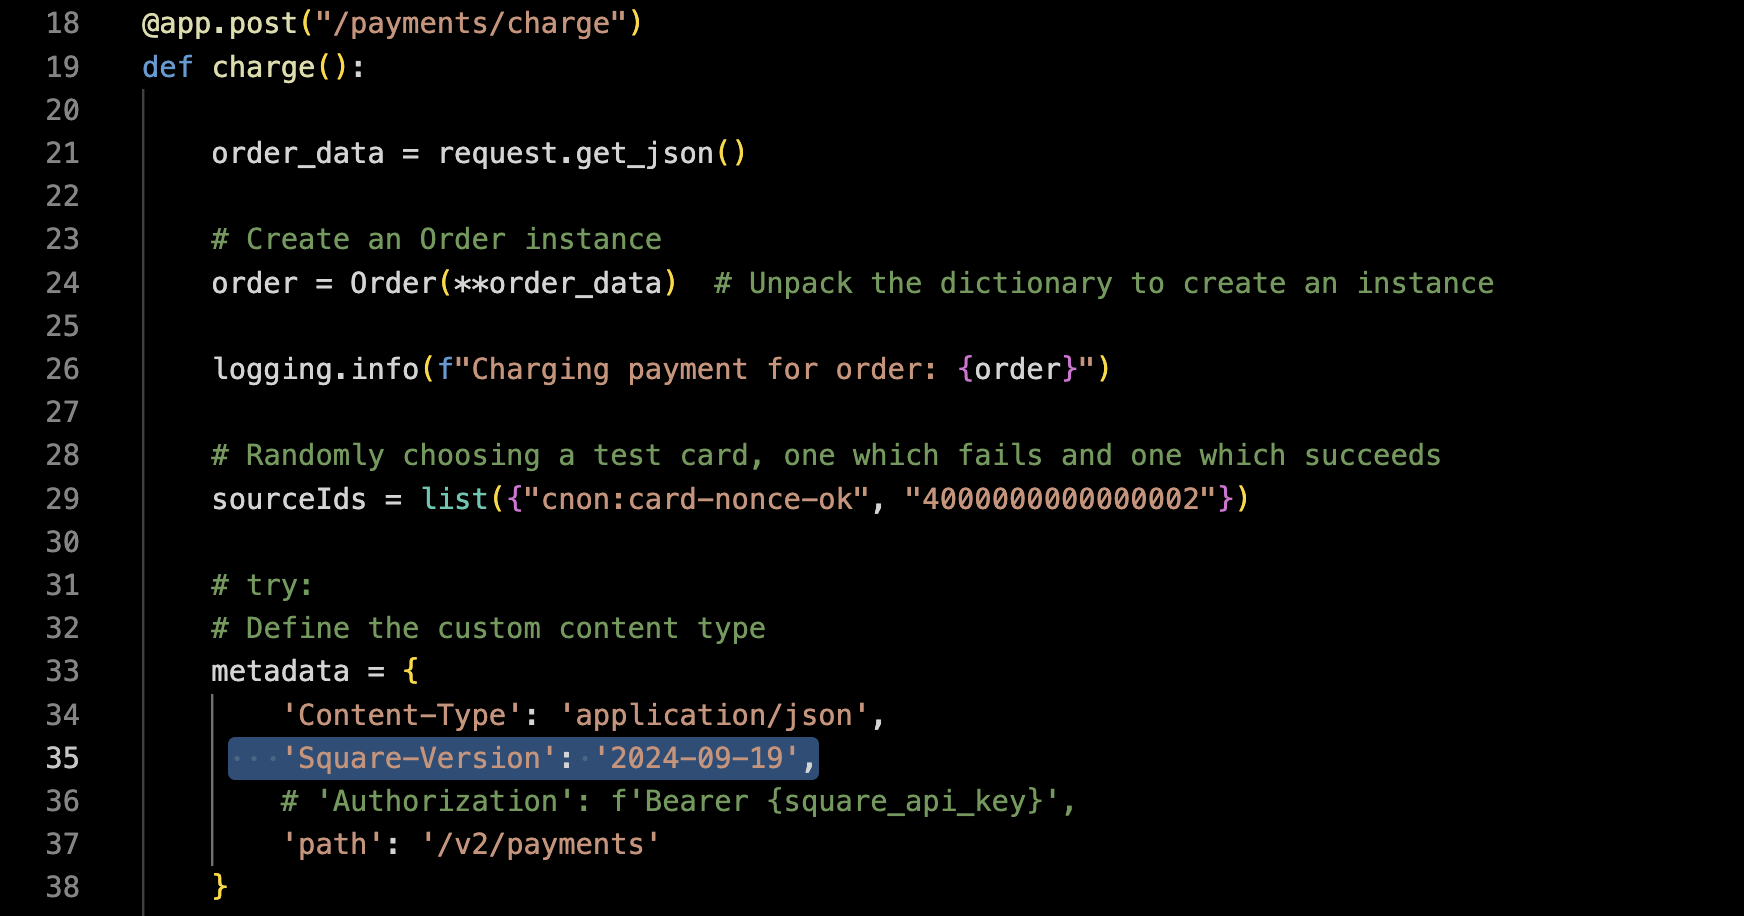 18 @app.post("/payments/charge")
19 def charge():
20
21     order_data = request.get_json()
22
23     # Create an Order instance
24     order = Order(**order_data)  # Unpack the dictionary to create an instance
25
26     logging.info(f"Charging payment for order: {order}")
27
28     # Randomly choosing a test card, one which fails and one which succeeds
29     sourceIds = list({"cnon:card-nonce-ok", "4000000000000002"})
30
31     # try:
32     # Define the custom content type
33     metadata = {
34         'Content-Type': 'application/json',
35         'Square-Version': '2024-09-19',
36         # 'Authorization': f'Bearer {square_api_key}',
37         'path': '/v2/payments'
38     }